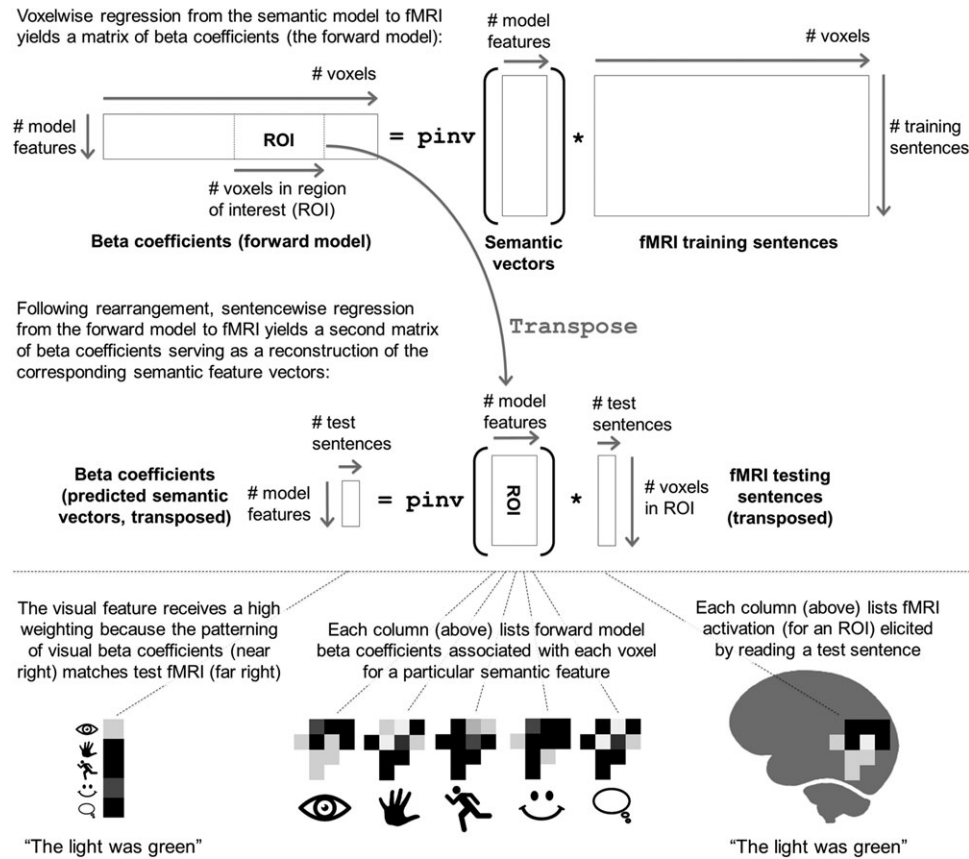 Voxelwise regression from the semantic model to fMRI
yields a matrix of beta coefficients (the forward model):
# model
features
# voxels
# voxels
# model
features
ROI
= pinv
*
# training
sentences
# voxels in region
of interest (ROI)
Beta coefficients (forward model)
Semantic
vectors
fMRI training sentences
Following rearrangement, sentencewise regression
from the forward model to fMRI yields a second matrix
of beta coefficients serving as a reconstruction of the
corresponding semantic feature vectors:
Transpose
# test
sentences
# model
features
# test
sentences
Beta coefficients
(predicted semantic
vectors, transposed)
# model
features
= pinv
ROI
*
# voxels
in ROI
fMRI testing
sentences
(transposed)
The visual feature receives a high
weighting because the patterning
of visual beta coefficients (near
right) matches test fMRI (far right)
Each column (above) lists forward model
beta coefficients associated with each voxel
for a particular semantic feature
Each column (above) lists fMRI
activation (for an ROI) elicited
by reading a test sentence
“The light was green”
“The light was green”